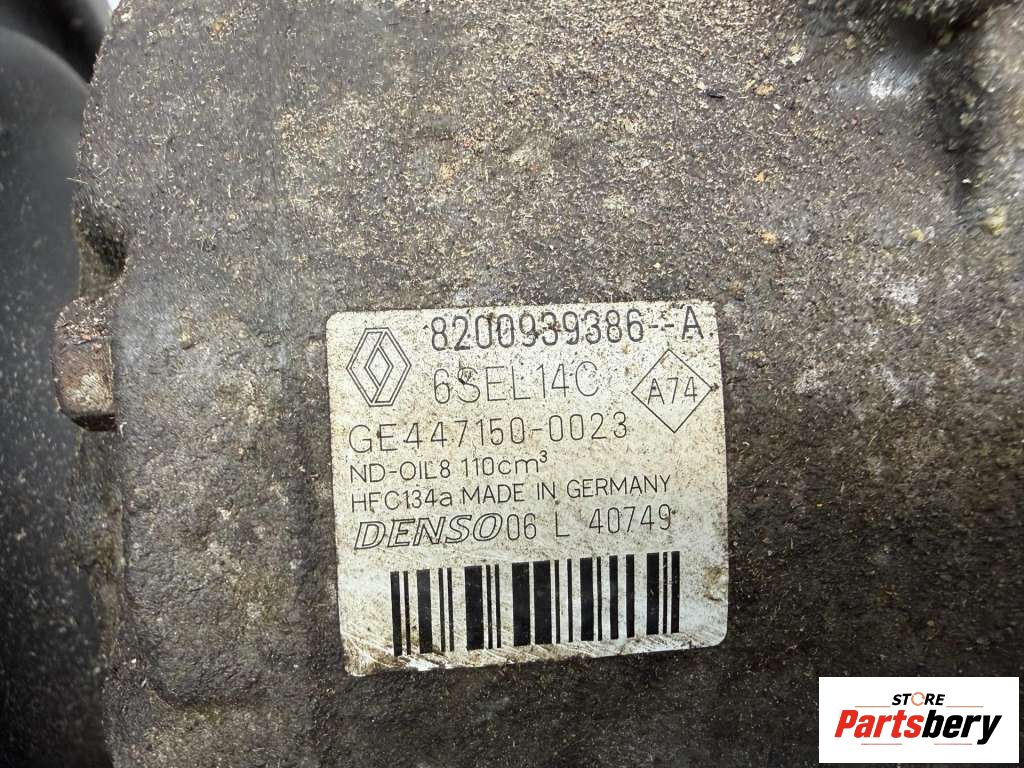 8200939386--A
6SEL14C
A74
GE447150-0023
ND-OIL8 110cm³
HFC134a MADE IN GERMANY
DENSO 06 L 40749
STORE
Partsbery